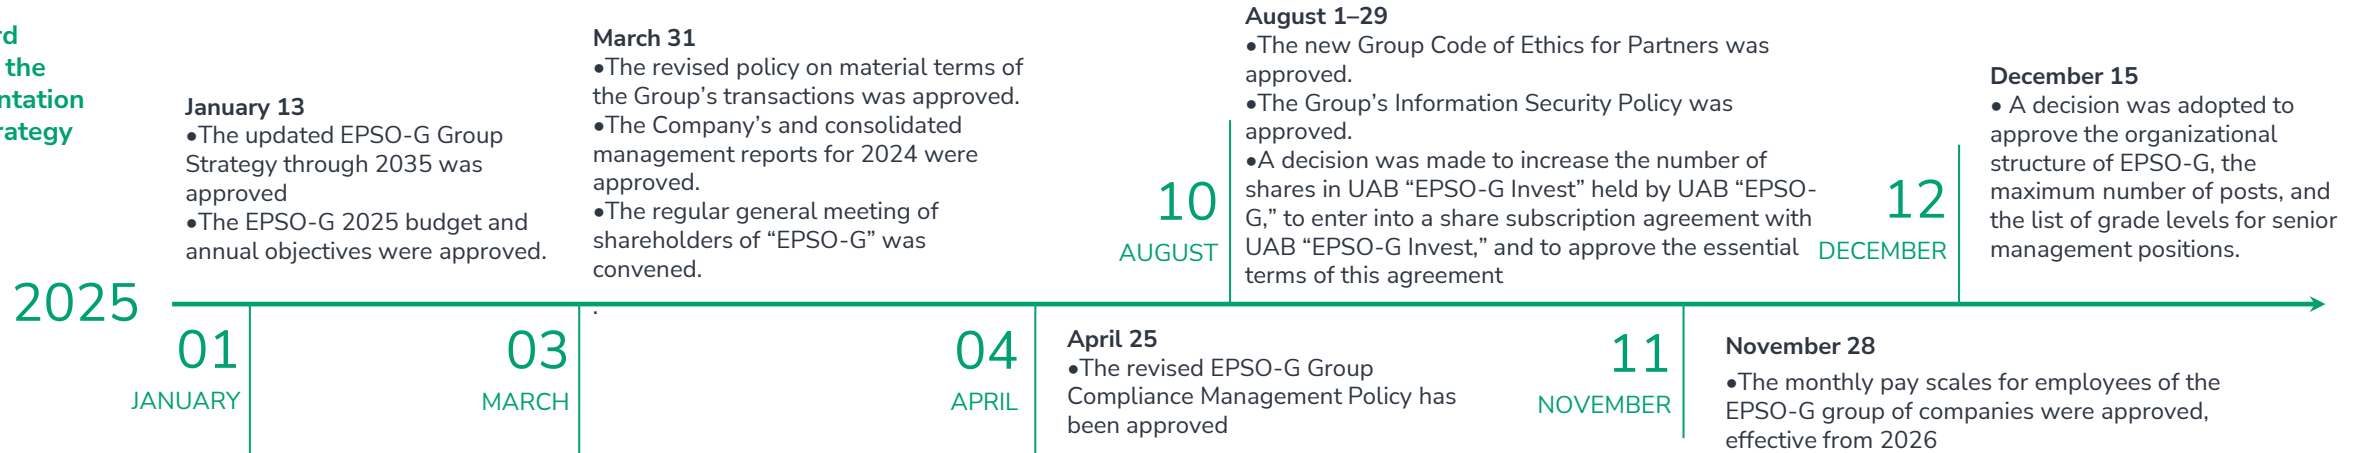 rd
the
ntation
rategy
2025
January 13
•The updated EPSO-G Group
Strategy through 2035 was
approved
•The EPSO-G 2025 budget and
annual objectives were approved.
01
JANUARY
March 31
•The revised policy on material terms of
the Group’s transactions was approved.
•The Company’s and consolidated
management reports for 2024 were
approved.
•The regular general meeting of
shareholders of “EPSO-G” was
convened.
.
03
MARCH
04
APRIL
April 25
•The revised EPSO-G Group
Compliance Management Policy has
been approved
10
AUGUST
August 1–29
•The new Group Code of Ethics for Partners was
approved.
•The Group’s Information Security Policy was
approved.
•A decision was made to increase the number of
shares in UAB “EPSO-G Invest” held by UAB “EPSO-
G,” to enter into a share subscription agreement with
UAB “EPSO-G Invest,” and to approve the essential
terms of this agreement
11
NOVEMBER
November 28
•The monthly pay scales for employees of the
EPSO-G group of companies were approved,
effective from 2026
12
DECEMBER
December 15
• A decision was adopted to
approve the organizational
structure of EPSO-G, the
maximum number of posts, and
the list of grade levels for senior
management positions.